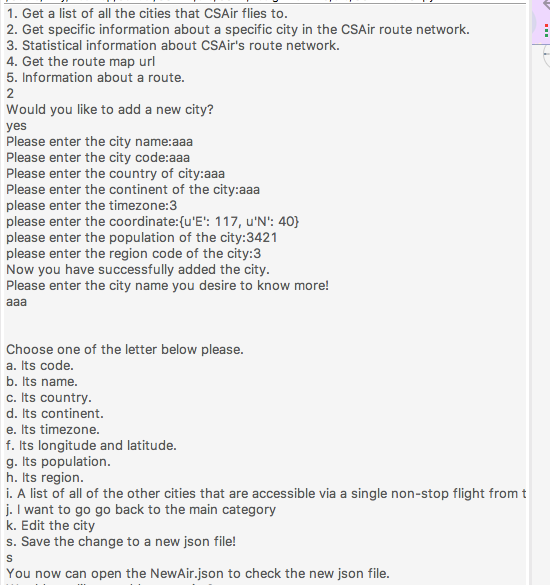 1. Get a list of all the cities that CSAir flies to.
2. Get specific information about a specific city in the CSAir route network.
3. Statistical information about CSAir's route network.
4. Get the route map url
5. Information about a route.
2
Would you like to add a new city?
yes
Please enter the city name:aaa
Please enter the city code:aaa
Please enter the country of city:aaa
Please enter the continent of the city:aaa
please enter the timezone:3
please enter the coordinate:{u'E': 117, u'N': 40}
please enter the population of the city:3421
please enter the region code of the city:3
Now you have successfully added the city.
Please enter the city name you desire to know more!
aaa
Choose one of the letter below please.
a. Its code.
b. Its name.
c. Its country.
d. Its continent.
e. Its timezone.
f. Its longitude and latitude.
g. Its population.
h. Its region.
i. A list of all of the other cities that are accessible via a single non-stop flight from t
j. I want to go go back to the main category
k. Edit the city
s. Save the change to a new json file!
s
You now can open the NewAir.json to check the new json file.